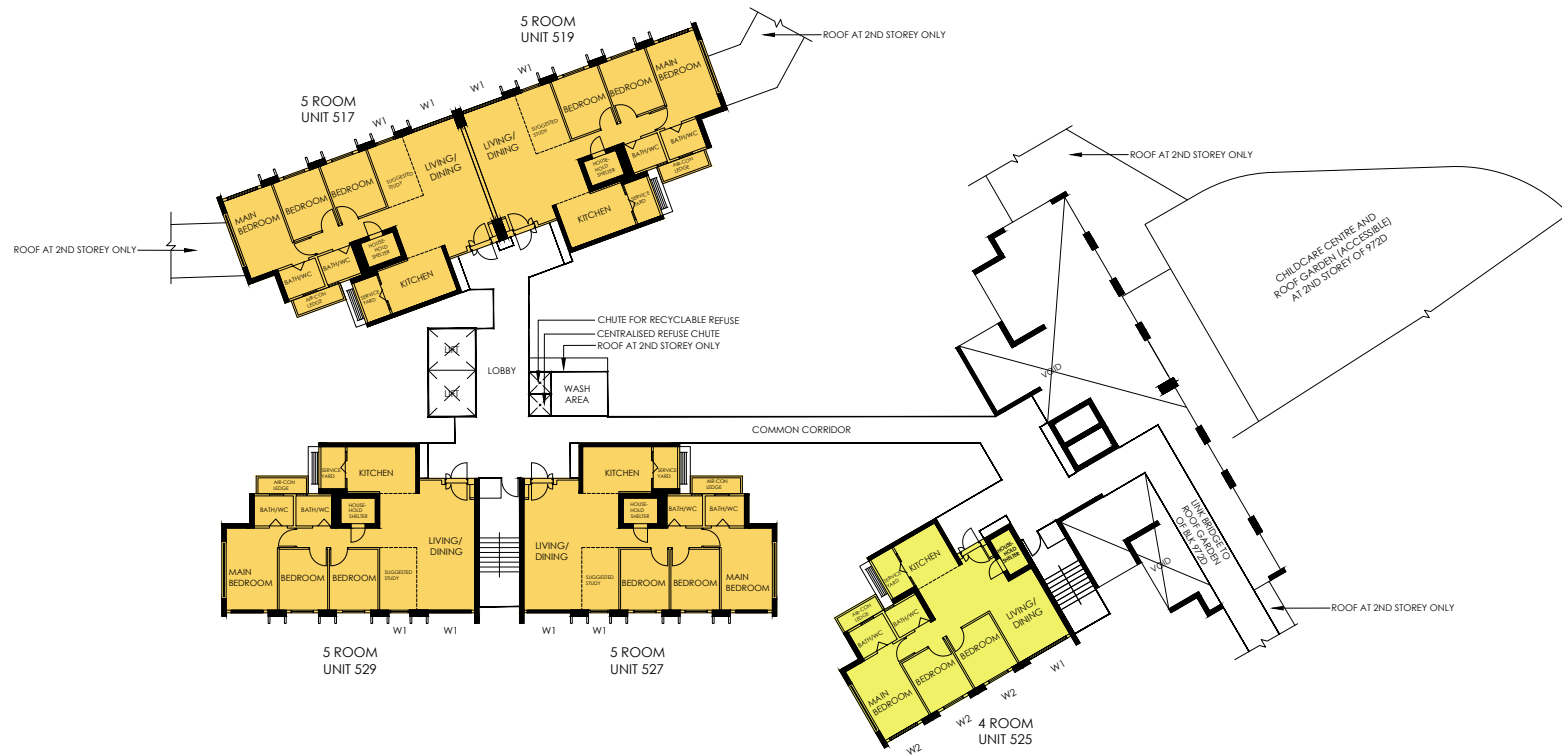 5 ROOM
UNIT 519
ROOF AT 2ND STOREY ONLY
W1
W1
MAIN
BEDROOM
BEDROOM
BEDROOM
SUGGESTED
STUDY
LIVING/
DINING
BATH/WC
BATH/WC
AIR-CON
LEDGE
HOUSE-
HOLD
SHELTER
SERVICE
YARD
KITCHEN
5 ROOM
UNIT 517
W1
W1
LIVING/
DINING
SUGGESTED
STUDY
BEDROOM
BEDROOM
MAIN
BEDROOM
HOUSE-
HOLD
SHELTER
BATH/WC
BATH/WC
AIR-CON
LEDGE
SERVICE
YARD
KITCHEN
ROOF AT 2ND STOREY ONLY
ROOF AT 2ND STOREY ONLY
CHILDCARE CENTRE AND
ROOF GARDEN (ACCESSIBLE)
AT 2ND STOREY OF 972D
CHUTE FOR RECYCLABLE REFUSE
CENTRALISED REFUSE CHUTE
ROOF AT 2ND STOREY ONLY
LIFT
LIFT
LOBBY
WASH
AREA
VOID
COMMON CORRIDOR
SERVICE
YARD
KITCHEN
AIR-CON
LEDGE
BATH/WC
BATH/WC
HOUSE-
HOLD
SHELTER
LIVING/
DINING
MAIN
BEDROOM
BEDROOM
BEDROOM
SUGGESTED
STUDY
W1
W1
5 ROOM
UNIT 529
KITCHEN
SERVICE
YARD
AIR-CON
LEDGE
HOUSE-
HOLD
SHELTER
BATH/WC
BATH/WC
LIVING/
DINING
SUGGESTED
STUDY
BEDROOM
BEDROOM
MAIN
BEDROOM
W1
W1
5 ROOM
UNIT 527
KITCHEN
SERVICE
YARD
HOUSE-
HOLD
SHELTER
AIR-CON
LEDGE
BATH/WC
BATH/WC
LIVING/
DINING
BEDROOM
BEDROOM
MAIN
BEDROOM
W1
W2
W2
W2
4 ROOM
UNIT 525
VOID
LINK BRIDGE TO
ROOF GARDEN
OF BLK 972D
ROOF AT 2ND STOREY ONLY